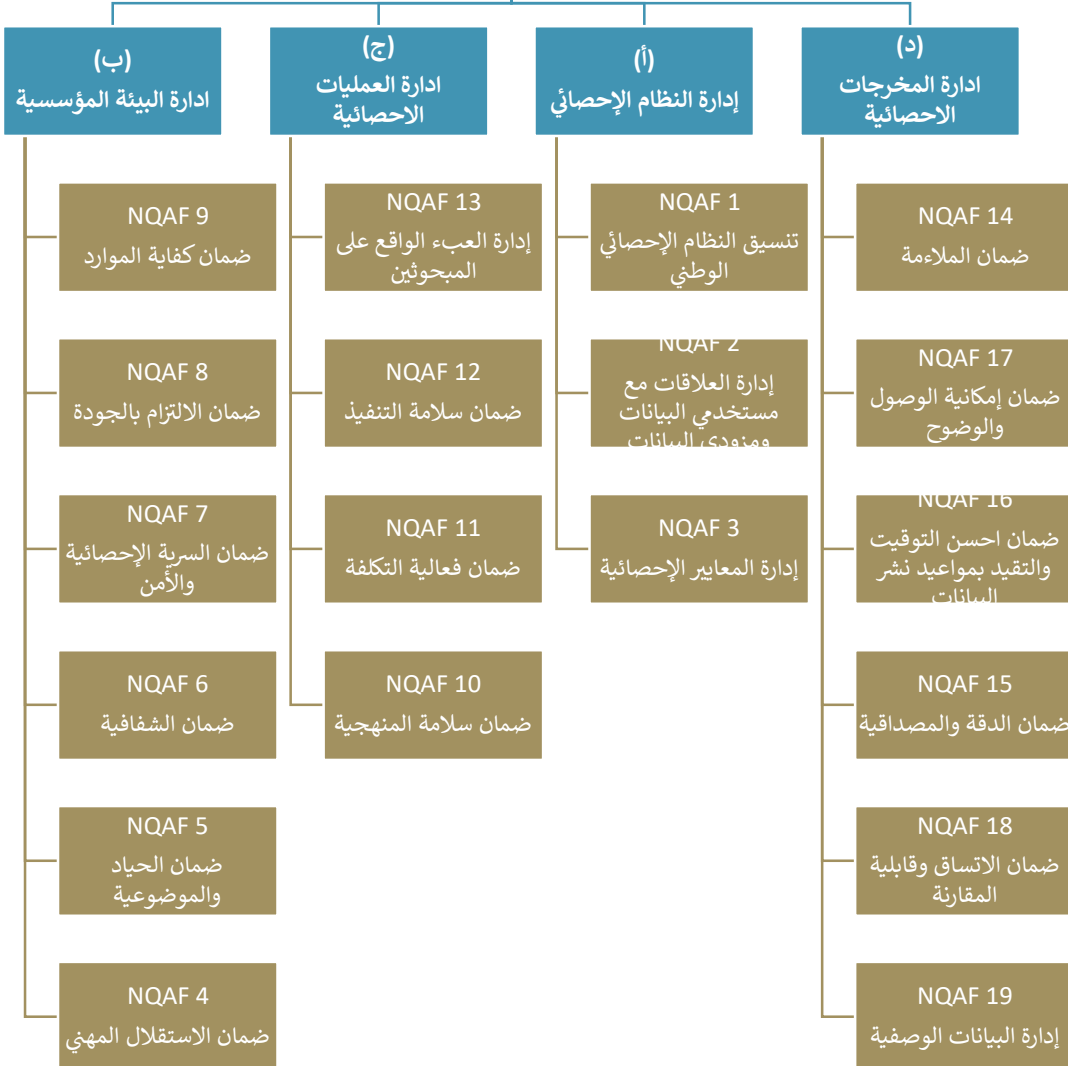 (د)
ادارة المخرجات
الاحصائية
NQAF 14
ضمان الملاءمة
NQAF 17
ضمان إمكانية الوصول
والوضوح
NQAF 16
ضمان احسن التوقيت
والتقيد بمواعيد نشر
البيانات
NQAF 15
ضمان الدقة والمصداقية
NQAF 18
ضمان الاتساق وقابلية
المقارنة
NQAF 19
إدارة البيانات الوصفية
(أ)
إدارة النظام الإحصائي
NQAF 1
تنسيق النظام الإحصائي
الوطني
NQAF 2
إدارة العلاقات مع
مستخدمي البيانات
ومزودي البيانات
NQAF 3
إدارة المعايير الإحصائية
(ج)
ادارة العمليات
الاحصائية
NQAF 13
إدارة العبء الواقع على
المبحوثين
NQAF 12
ضمان سلامة التنفيذ
NQAF 11
ضمان فعالية التكلفة
NQAF 10
ضمان سلامة المنهجية
(ب)
ادارة البيئة المؤسسية
NQAF 9
ضمان كفاية الموارد
NQAF 8
ضمان الالتزام بالجودة
NQAF 7
ضمان السرية الإحصائية
والأمن
NQAF 6
ضمان الشفافية
NQAF 5
ضمان الحياد
والموضوعية
NQAF 4
ضمان الاستقلال المهني